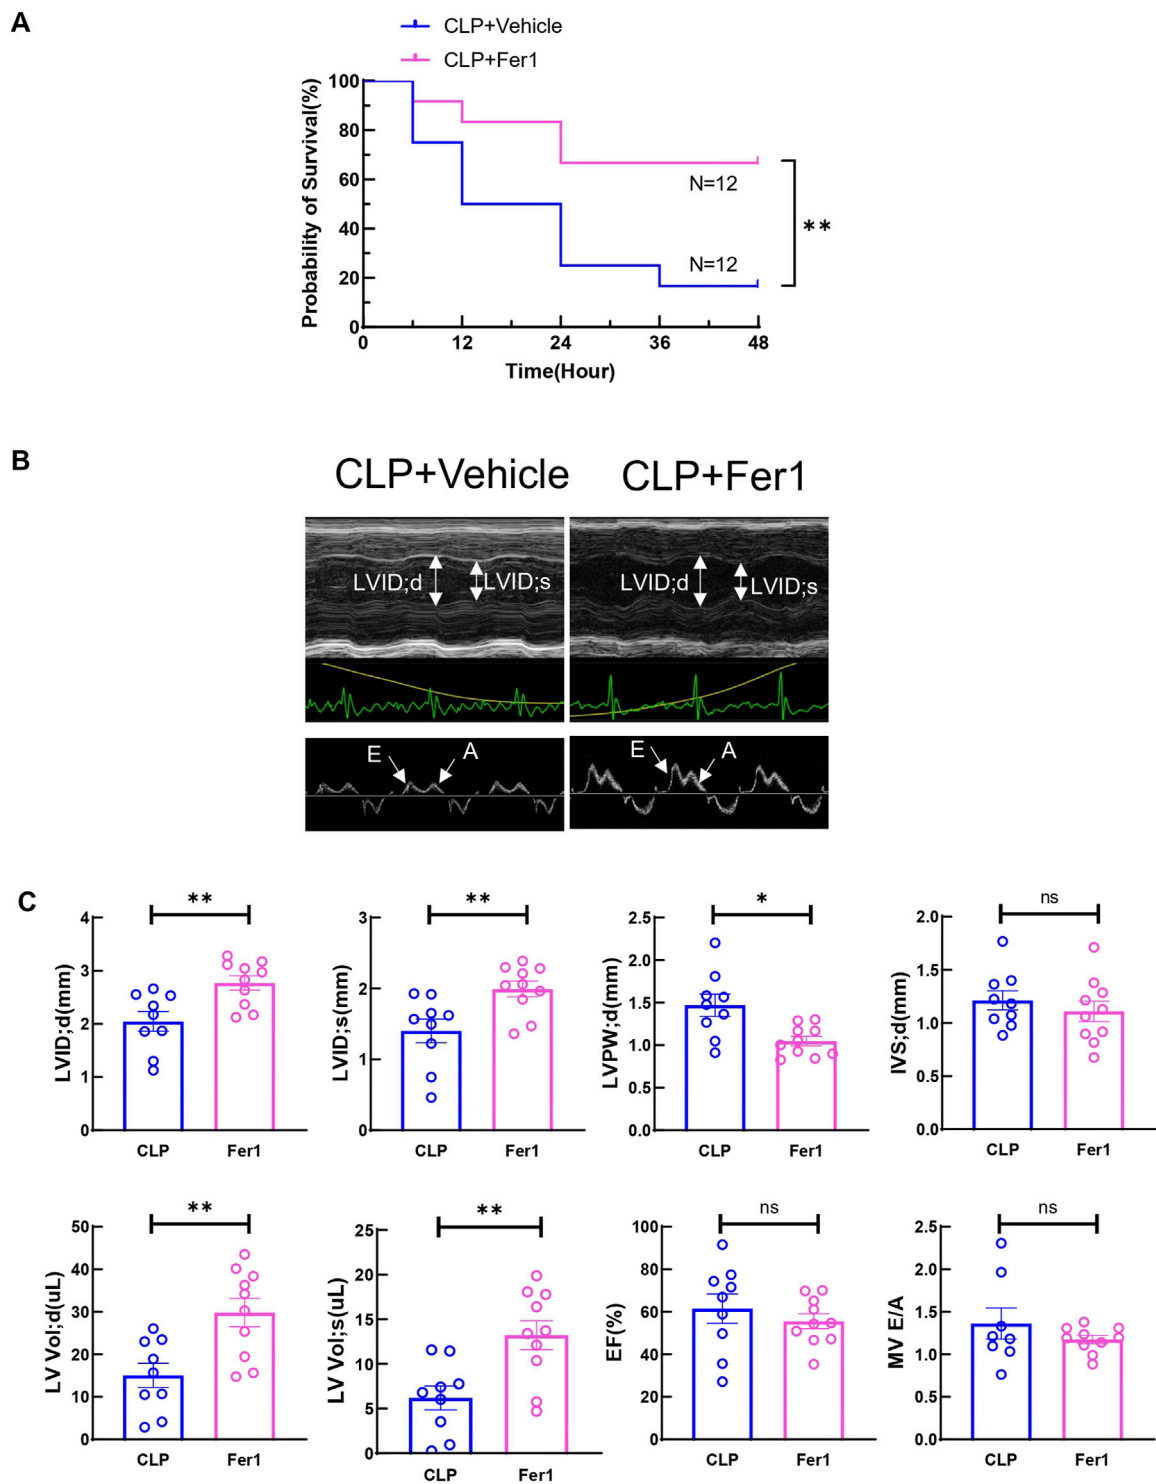 A
CLP+Vehicle
CLP+Fer1
Probability of Survival(%)
100
80
60
40
20
0
N=12
N=12
**
0 12 24 36 48
Time(Hour)
B
CLP+Vehicle CLP+Fer1
LVID;d LVID;s LVID;d LVID;s
E A E A
C
**
LVID;d(mm)
4
3
2
1
0
CLP Fer1
**
LVID;s(mm)
3
2
1
0
CLP Fer1
*
LVPW;;d(mm)
2.5
2.0
1.5
1.0
0.5
0.0
CLP Fer1
ns
IVS;d(mm)
2.0
1.5
1.0
0.5
0.0
CLP Fer1
**
LV Vol;d(uL)
50
40
30
20
10
0
CLP Fer1
**
LV Vol;s(uL)
25
20
15
10
5
0
CLP Fer1
ns
EF(%)
100
80
60
40
20
0
CLP Fer1
ns
MV E/A
2.5
2.0
1.5
1.0
0.5
0.0
CLP Fer1